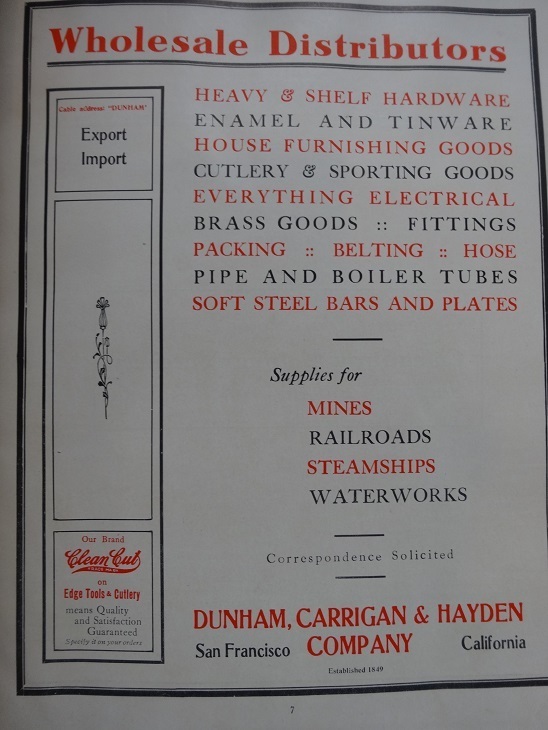 Wholesale Distributors
Cable address: "DUNHAM"
Export
Import
HEAVY & SHELF HARDWARE
ENAMEL AND TINWARE
HOUSE FURNISHING GOODS
CUTLERY & SPORTING GOODS
EVERYTHING ELECTRICAL
BRASS GOODS :: FITTINGS
PACKING :: BELTING :: HOSE
PIPE AND BOILER TUBES
SOFT STEEL BARS AND PLATES
Supplies for
MINES
RAILROADS
STEAMSHIPS
WATERWORKS
Correspondence Solicited
Our Brand
Clean Cut
on
Edge Tools & Cutlery
means Quality
and Satisfaction
Guaranteed
Specify it on your orders
DUNHAM, CARRIGAN & HAYDEN
San Francisco COMPANY California
Established 1849
7